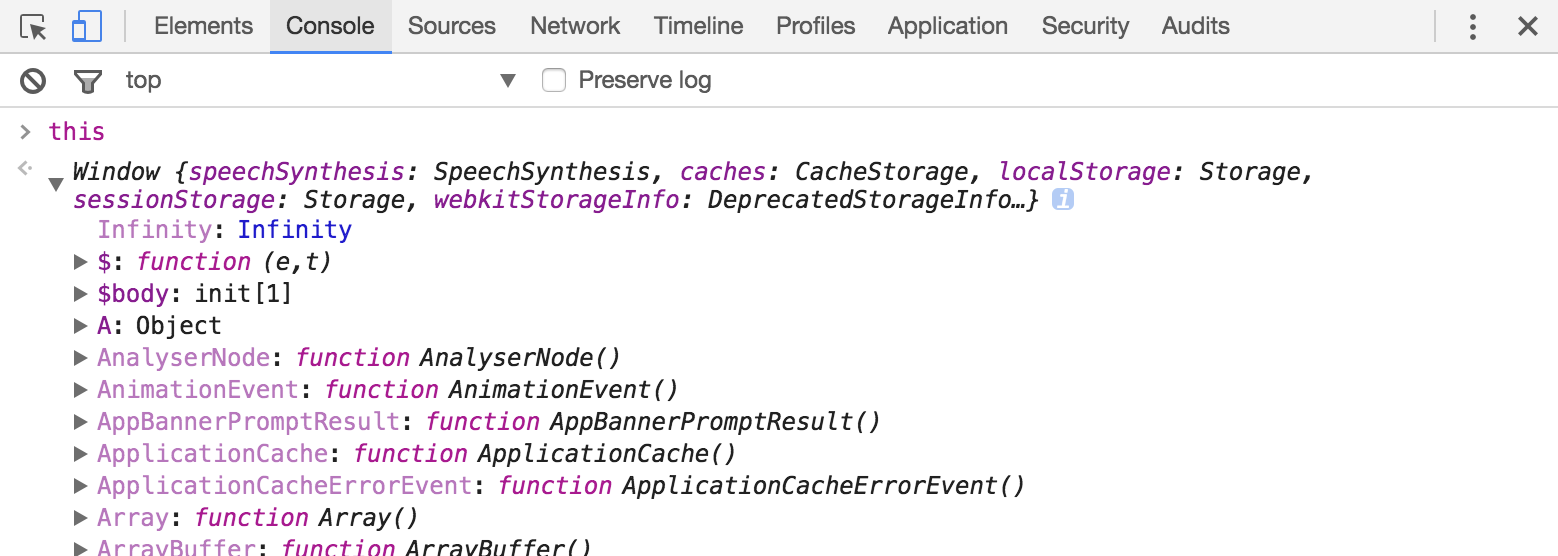 Elements Console Sources Network Timeline Profiles Application Security Audits
top Preserve log
this
Window {speechSynthesis: SpeechSynthesis, caches: CacheStorage, localStorage: Storage,
sessionStorage: Storage, webkitStorageInfo: DeprecatedStorageInfo…} i
Infinity: Infinity
$: function (e,t)
$body: init[1]
A: Object
AnalyserNode: function AnalyserNode()
AnimationEvent: function AnimationEvent()
AppBannerPromptResult: function AppBannerPromptResult()
ApplicationCache: function ApplicationCache()
ApplicationCacheErrorEvent: function ApplicationCacheErrorEvent()
Array: function Array()
ArrayBuffer: function ArrayBuffer()